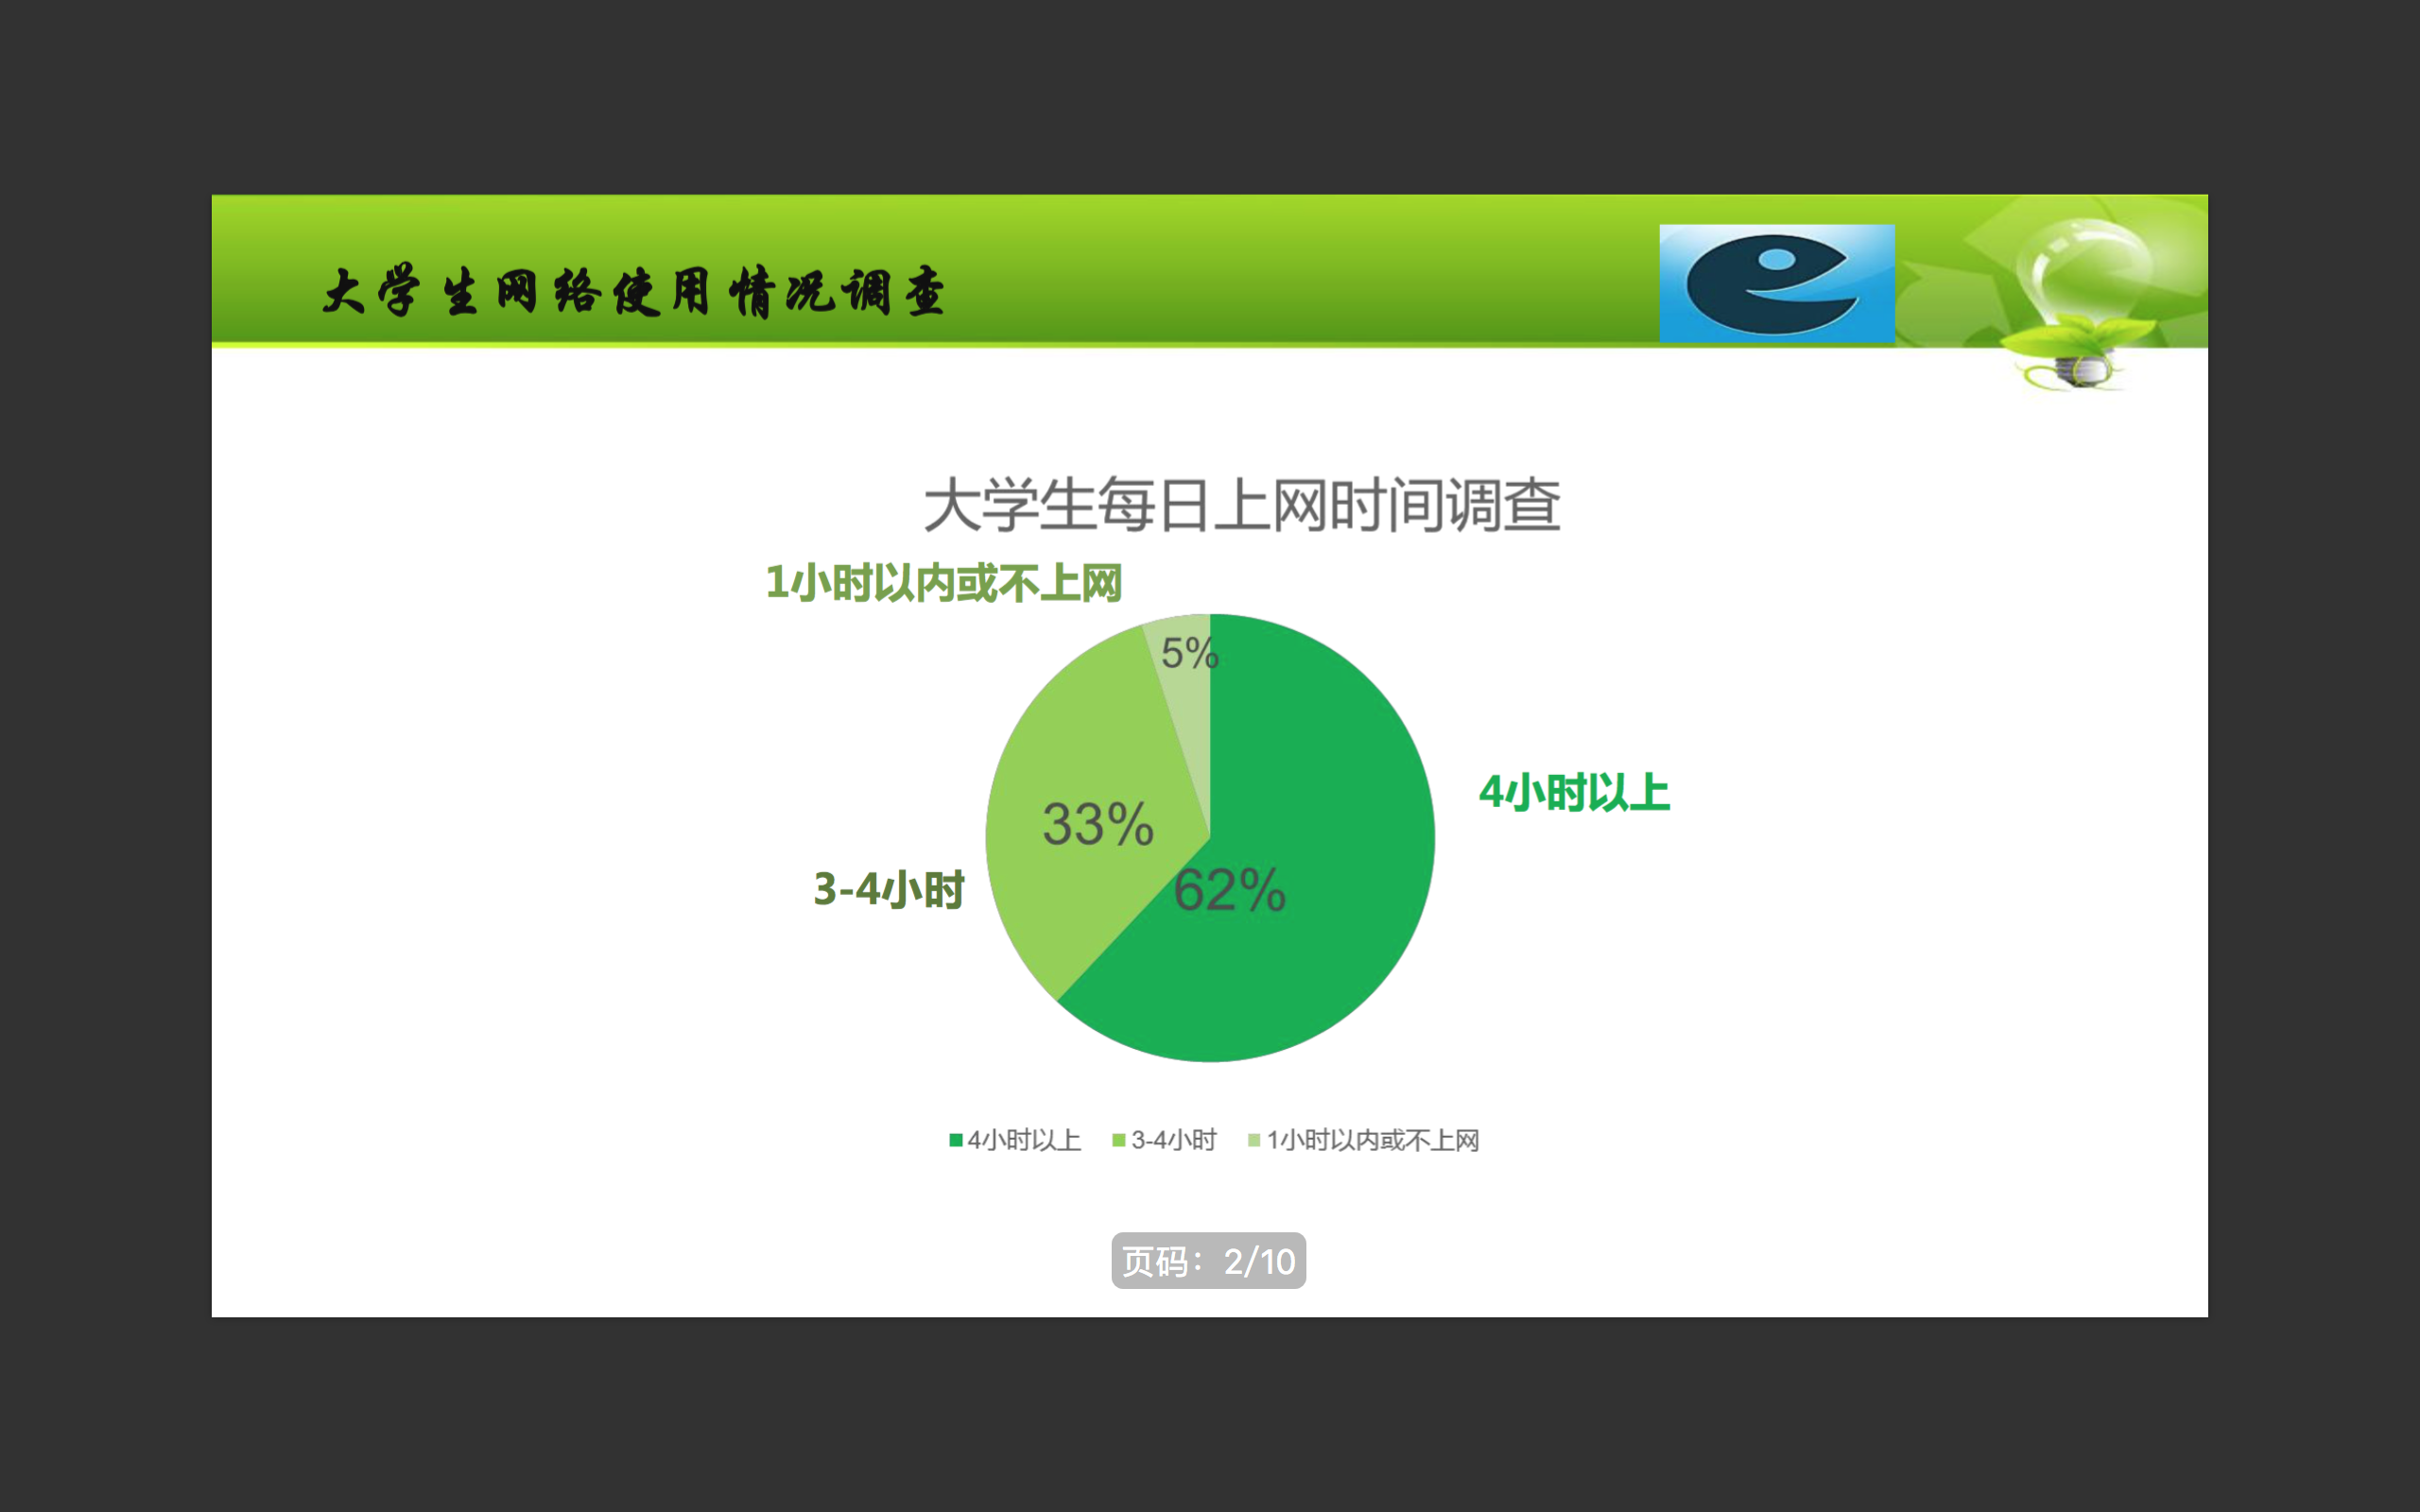 大学生网络使用情况调查
大学生每日上网时间调查
1小时以内或不上网
5%
33%
4小时以上
3-4小时
62%
4小时以上 3-4小时 1小时以内或不上网
页码：2/10